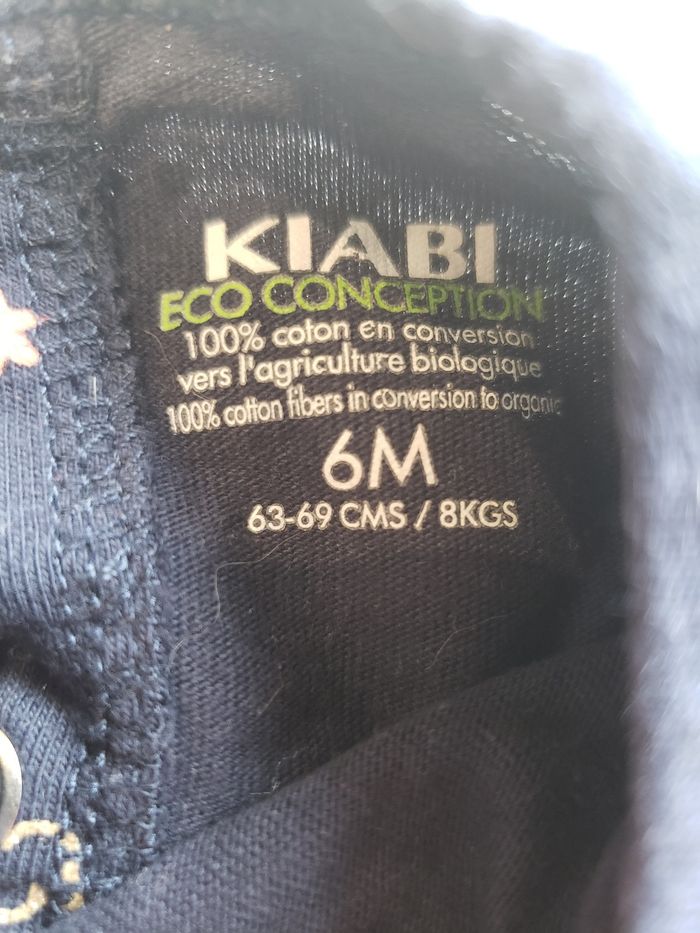 KIABI
ECO CONCEPTION
100% coton en conversion
vers l'agriculture biologique
100% cotton fibers in conversion to organic
6M
63-69 CMS / 8KGS